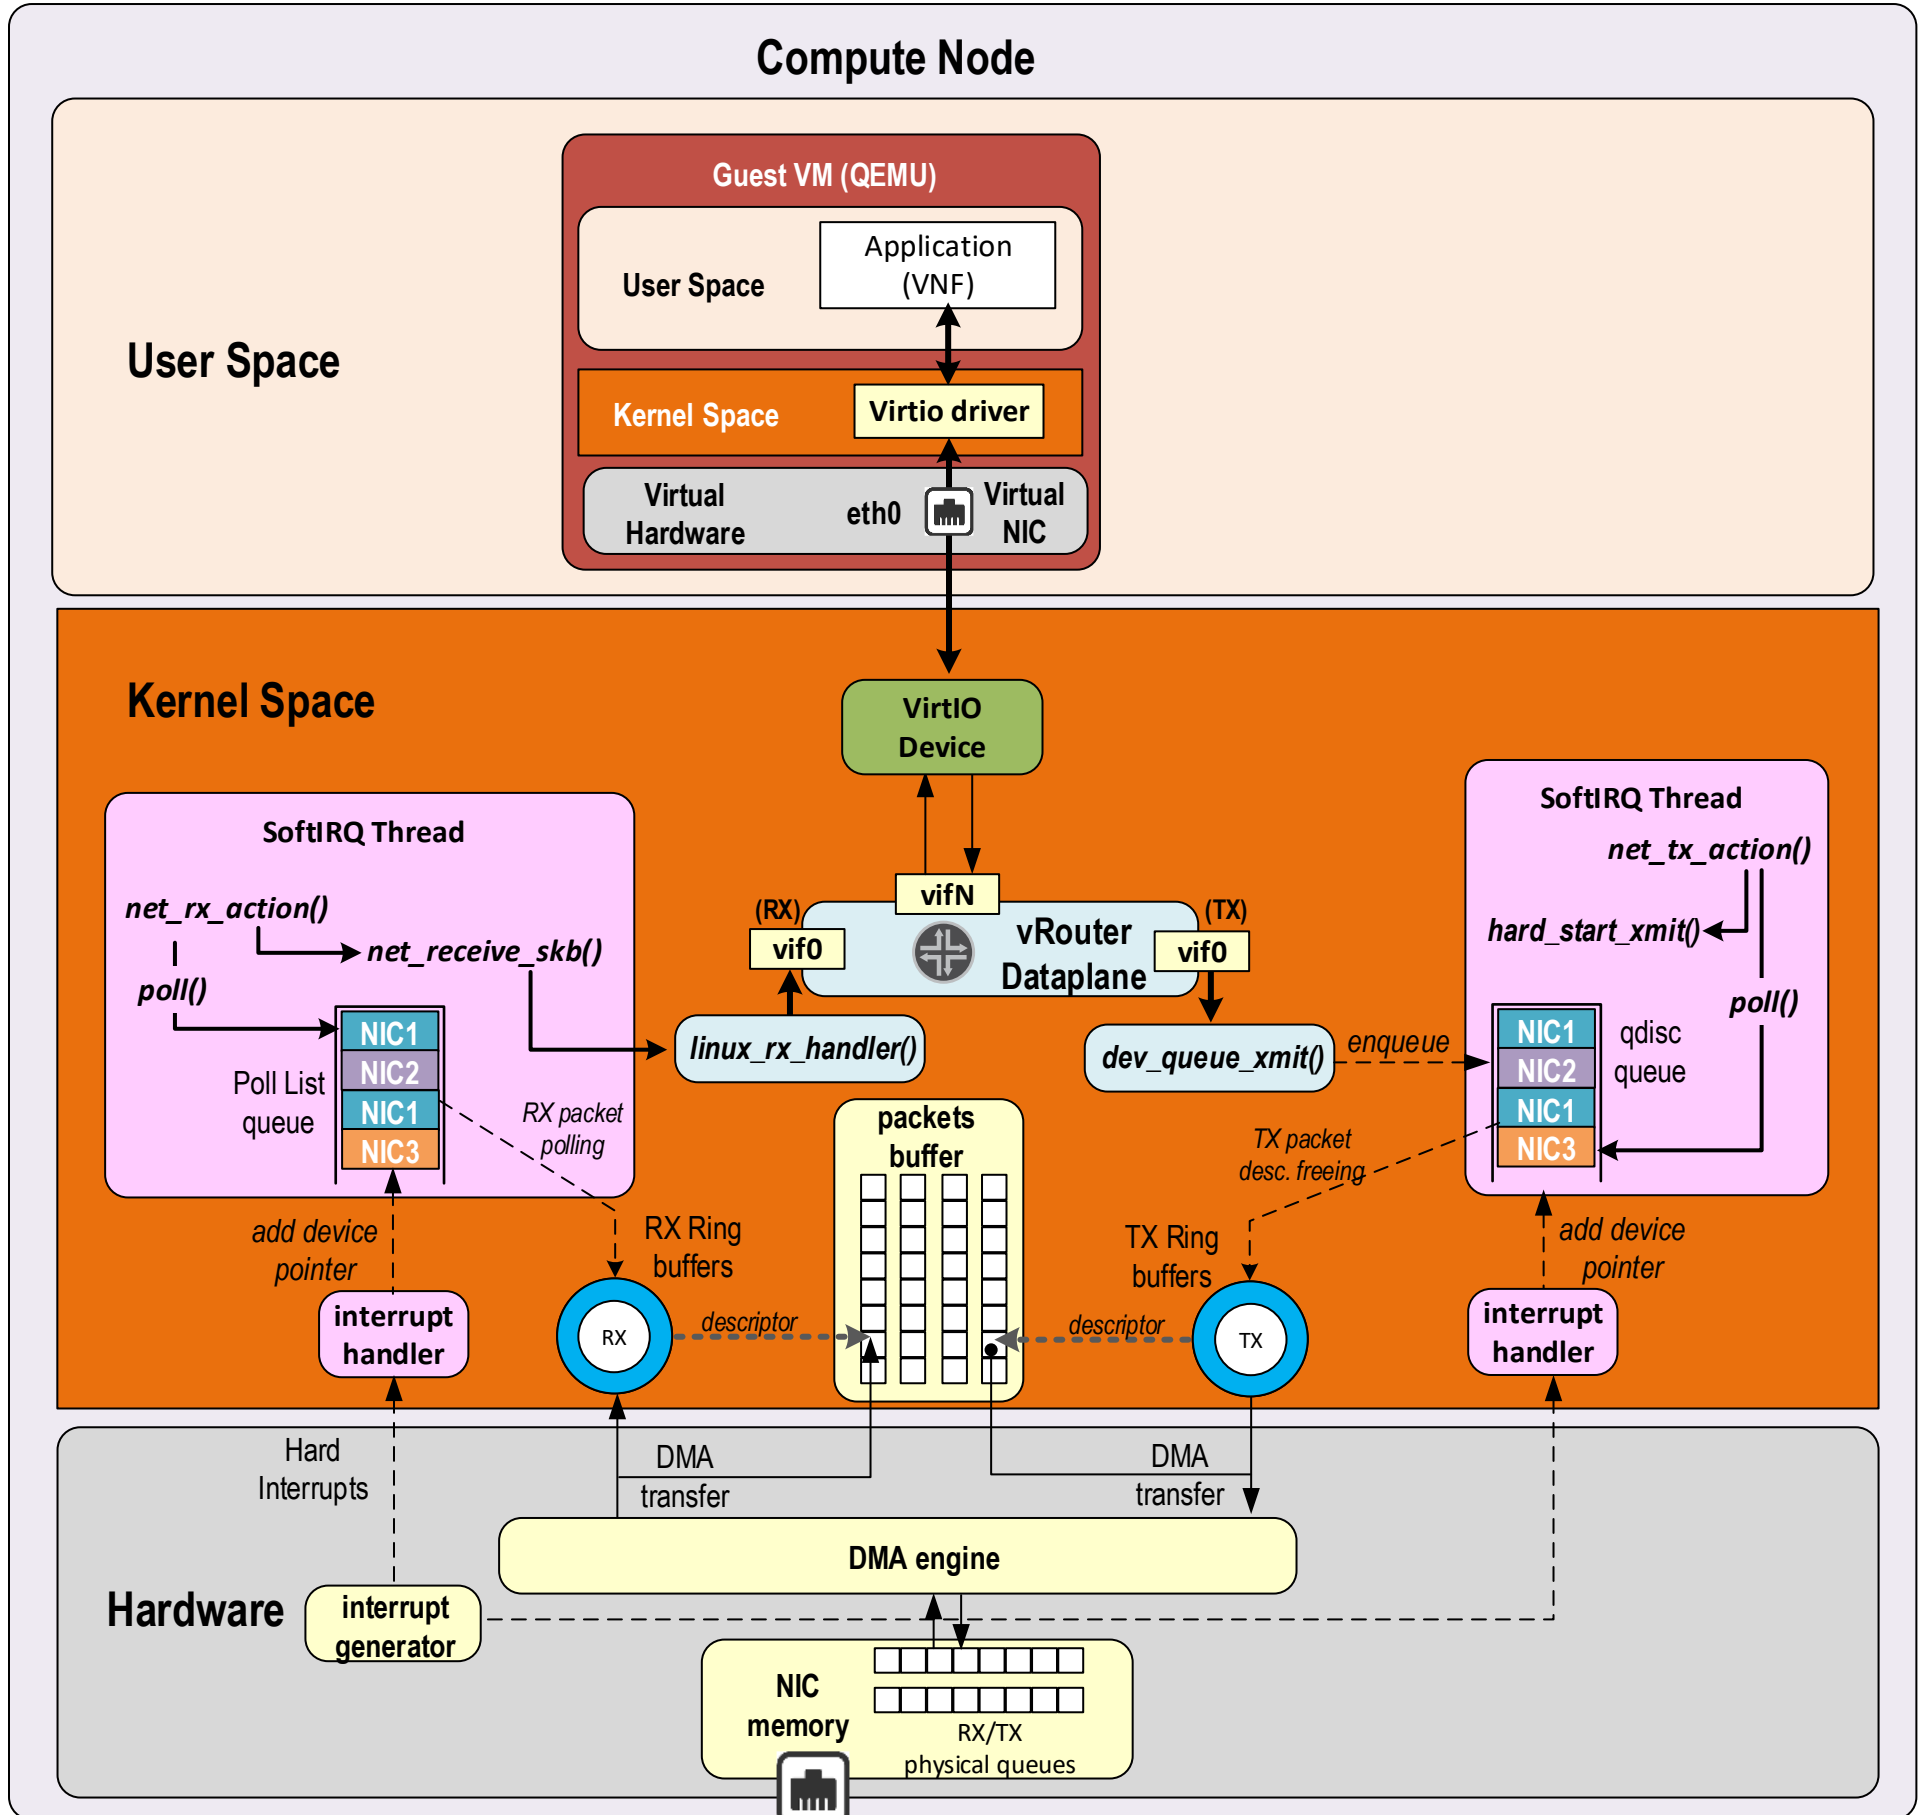 Compute Node
Guest VM (QEMU)
Application
(VNF)
User Space
User Space
Kernel Space
Virtio driver
Virtual
Hardware
eth0
Virtual
NIC
Kernel Space
VirtIO
Device
SoftIRQ Thread
net_rx_action()
net_receive_skb()
poll()
NIC1
NIC2
NIC1
NIC3
Poll List
queue
RX packet
polling
(RX)
vif0
vifN
vRouter
Dataplane
(TX)
vif0
linux_rx_handler()
dev_queue_xmit()
enqueue
SoftIRQ Thread
net_tx_action()
hard_start_xmit()
poll()
NIC1
NIC2
NIC1
NIC3
qdisc
queue
TX packet
desc. freeing
packets
buffer
add device
pointer
RX Ring
buffers
TX Ring
buffers
add device
pointer
interrupt
handler
RX
descriptor
descriptor
TX
interrupt
handler
Hard
Interrupts
DMA
transfer
DMA
transfer
DMA engine
Hardware
interrupt
generator
NIC
memory
RX/TX
physical queues